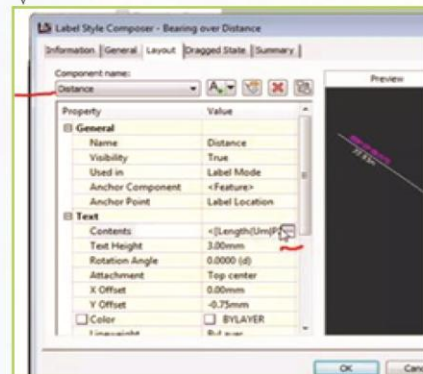 Label Style Composer - Bearing over Distance
Information General Layout Dragged State Summary
Component name:
Distance
Preview
Property Value
General
Name Distance
Visibility True
Used in Label Mode
Anchor Component <Feature>
Anchor Point Label Location
Text
Contents <[Length(Um|P
Text Height 3.00mm
Rotation Angle 0.0000 (d)
Attachment Top center
X Offset 0.00mm
Y Offset -0.75mm
Color BYLAYER
Lineweight ByLayer
OK Canc